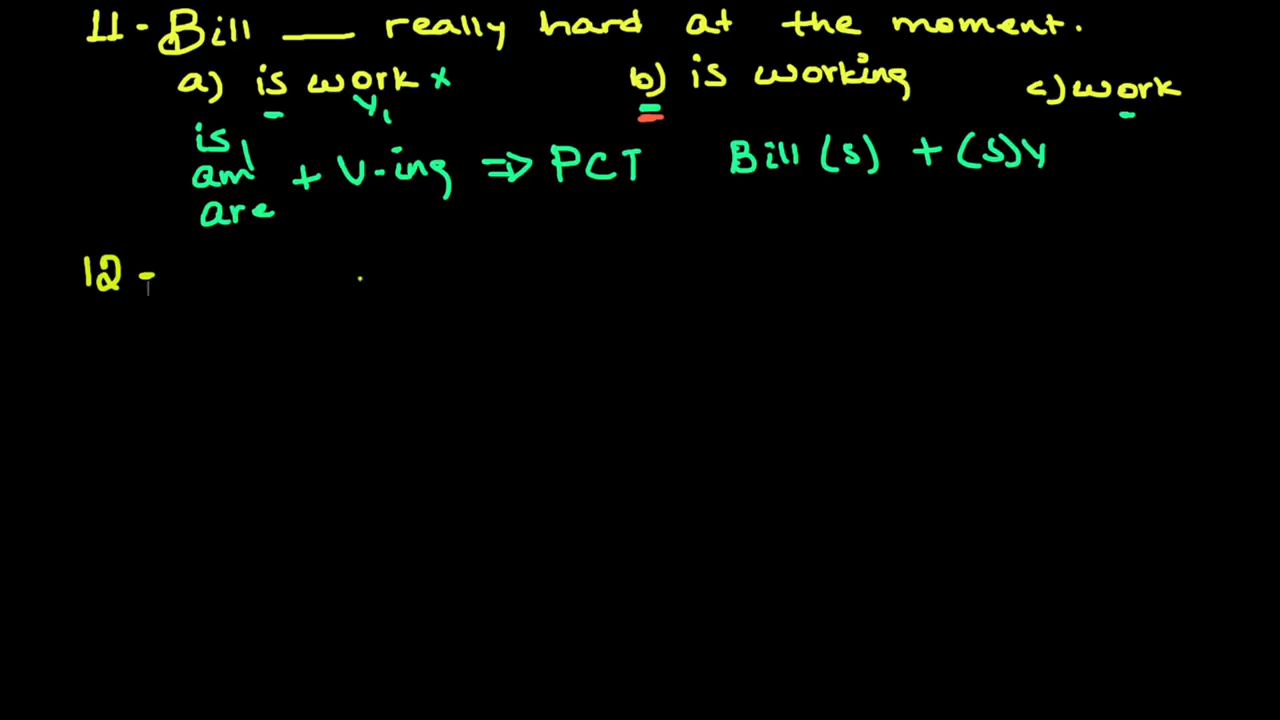 11-Bill ___ really hard at the moment.
a) is work x b) is working c) work
V1
is
am + V-ing ⇒ PCT Bill (s) + (s)V
are
12-